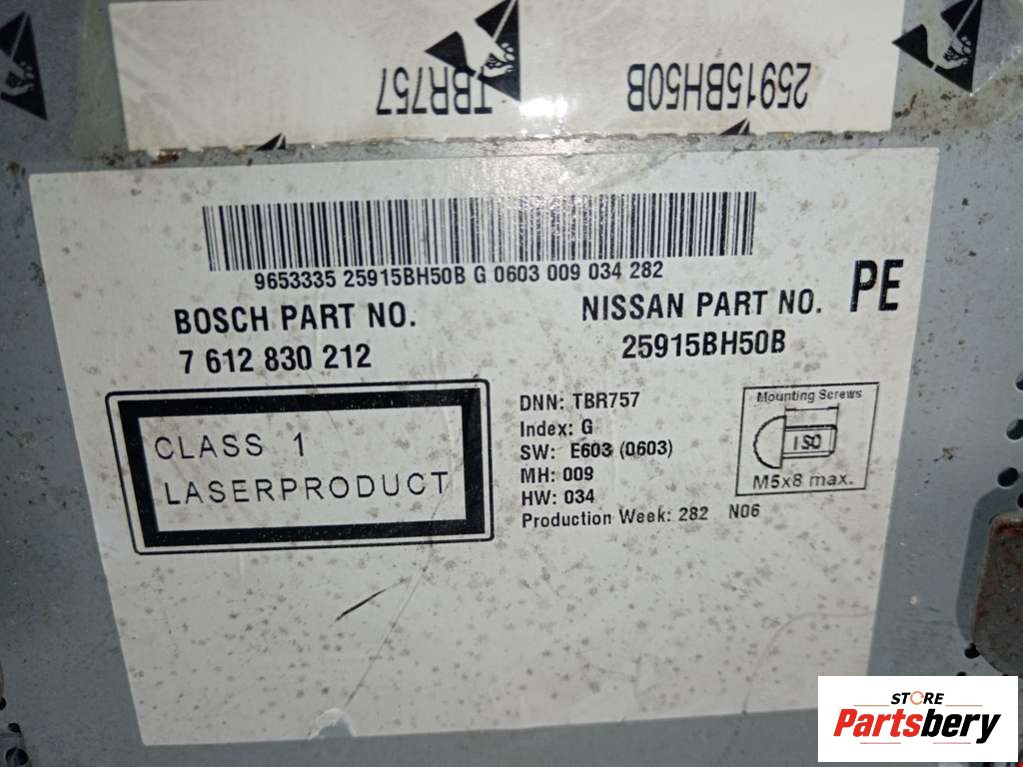 TBR757 25915BH50B
9653335 25915BH50B G 0603 009 034 282
BOSCH PART NO.
7 612 830 212
NISSAN PART NO.
25915BH50B
PE
CLASS 1
LASERPRODUCT
DNN: TBR757
Index: G
SW: E603 (0603)
MH: 009
HW: 034
Production Week: 282 N06
Mounting Screws
ISO
M5x8 max.
STORE
Partsbery